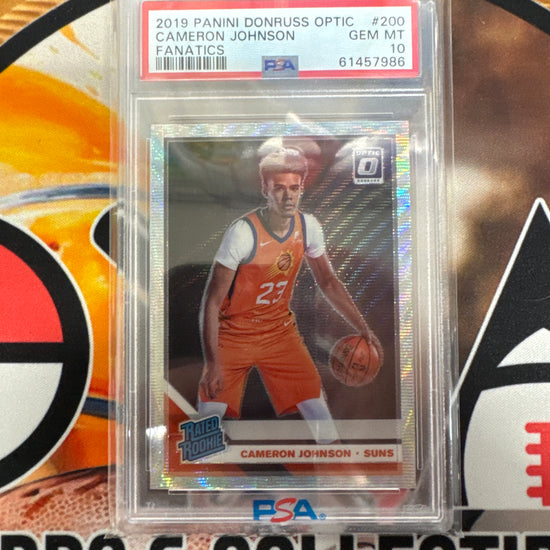 2019 PANINI DONRUSS OPTIC #200
CAMERON JOHNSON GEM MT
FANATICS 10
PSA 61457986
OPTIC
SUNS
23
RATED
ROOKIE
CAMERON JOHNSON • SUNS
PSA